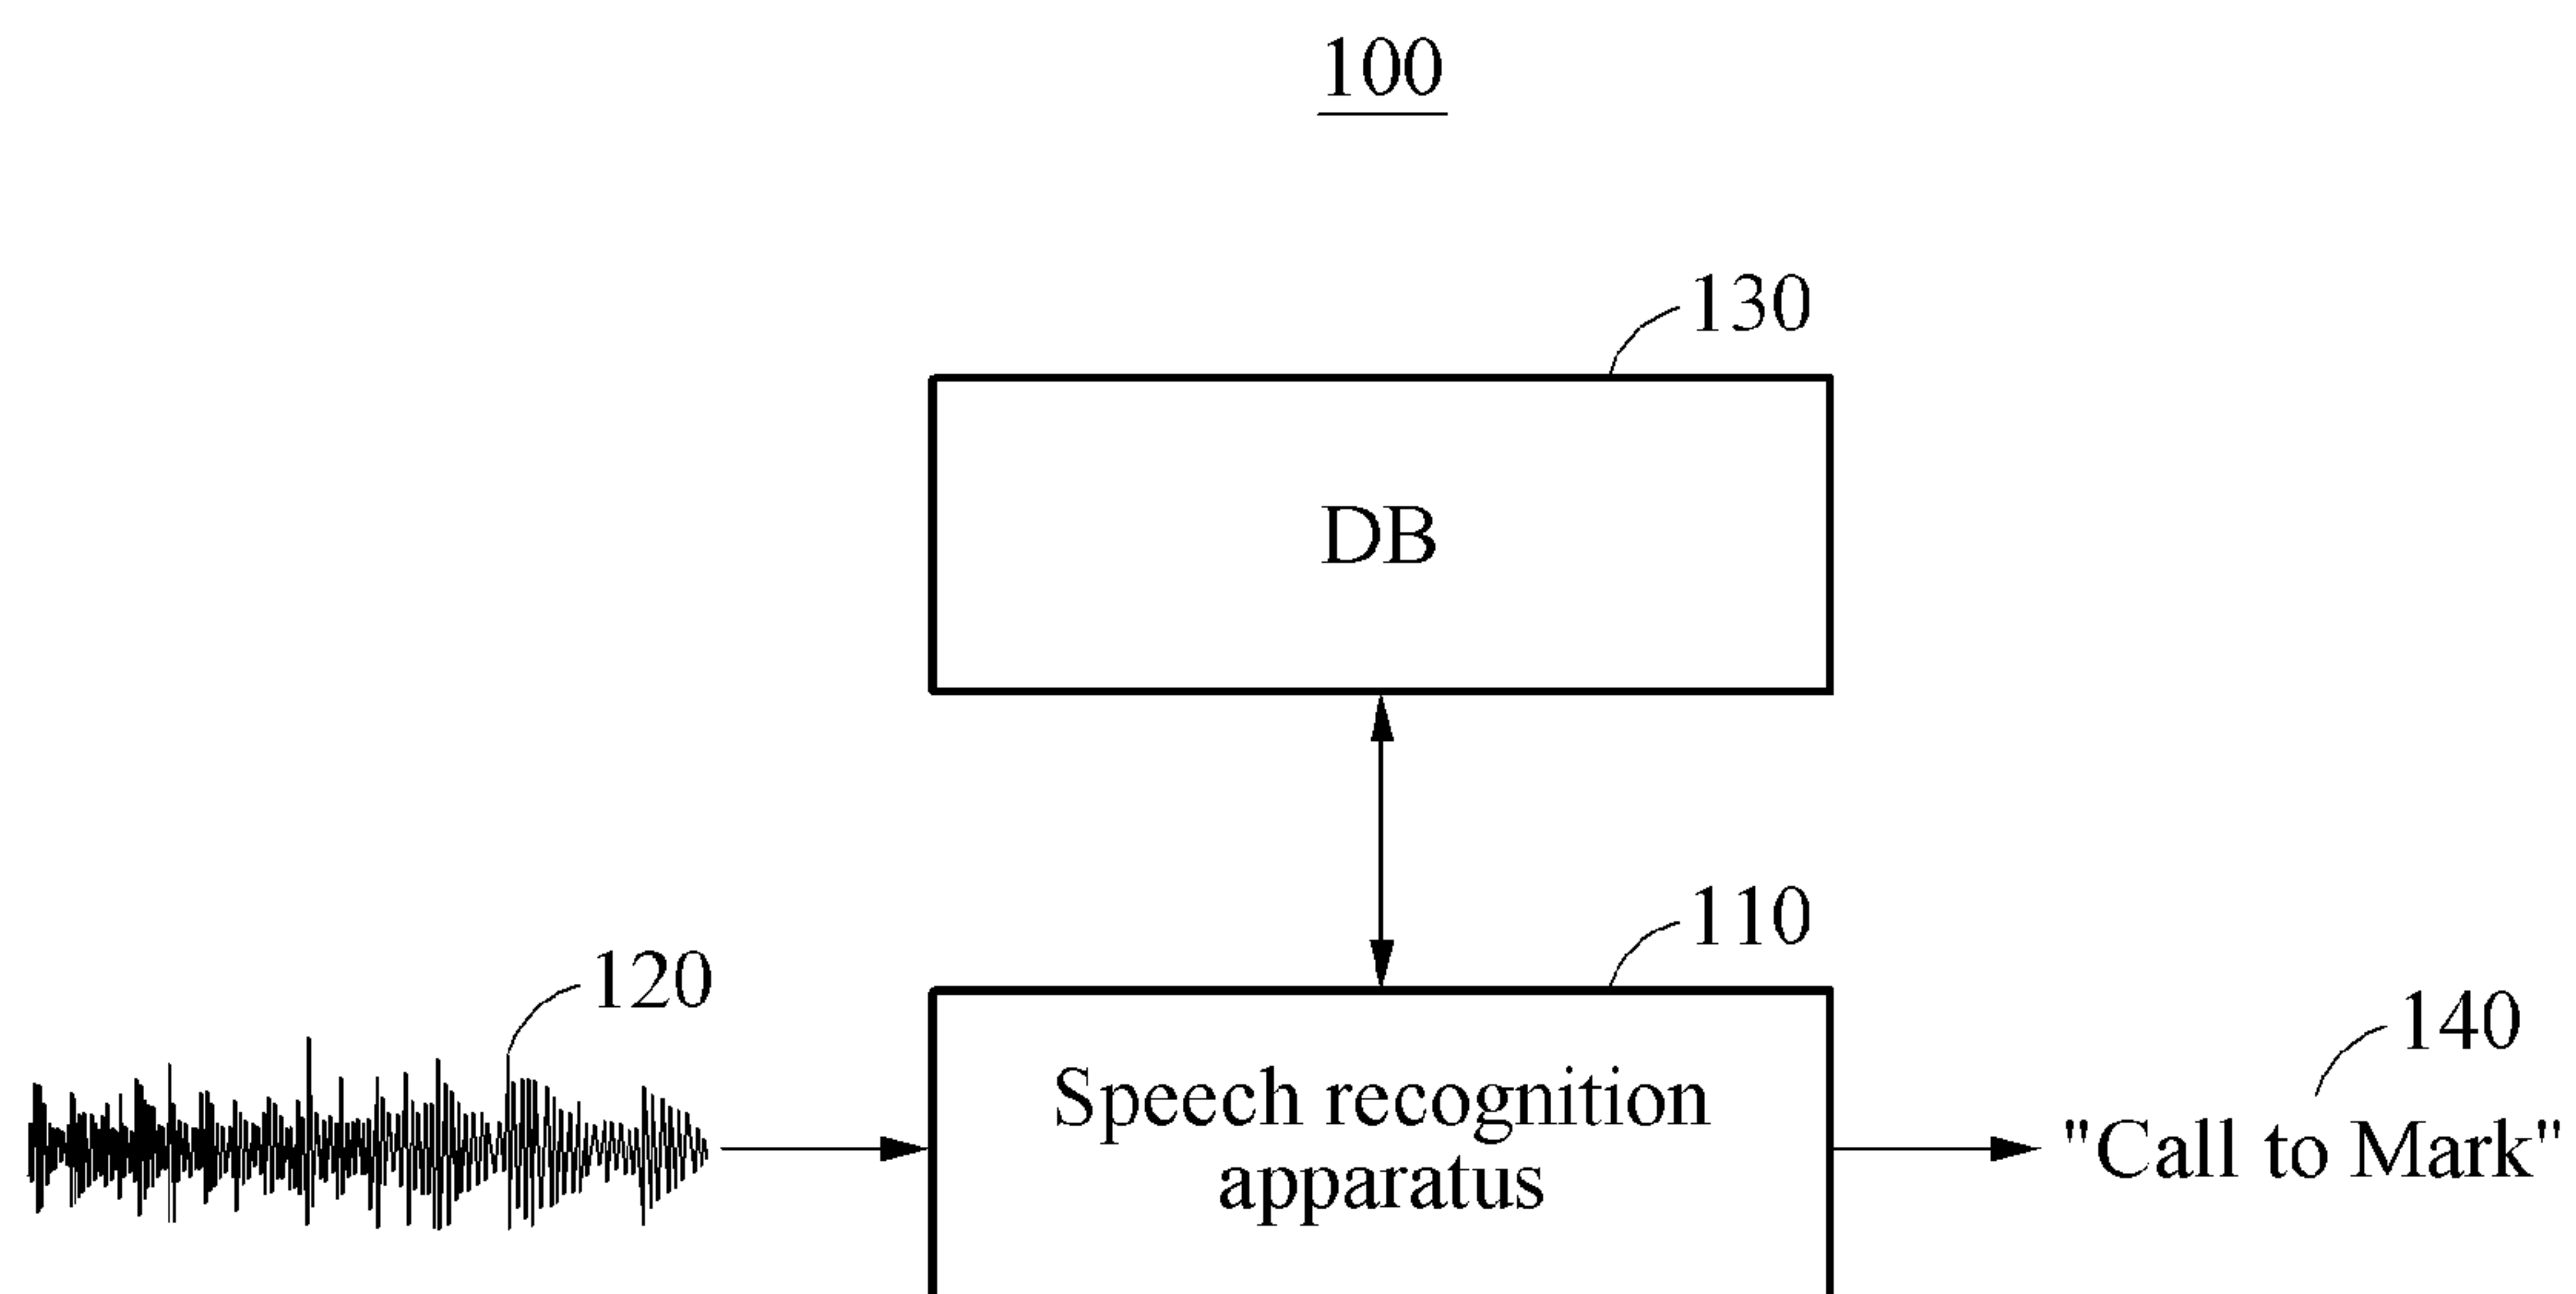 100
130
DB
110
120
140
Speech recognition
apparatus
"Call to Mark"